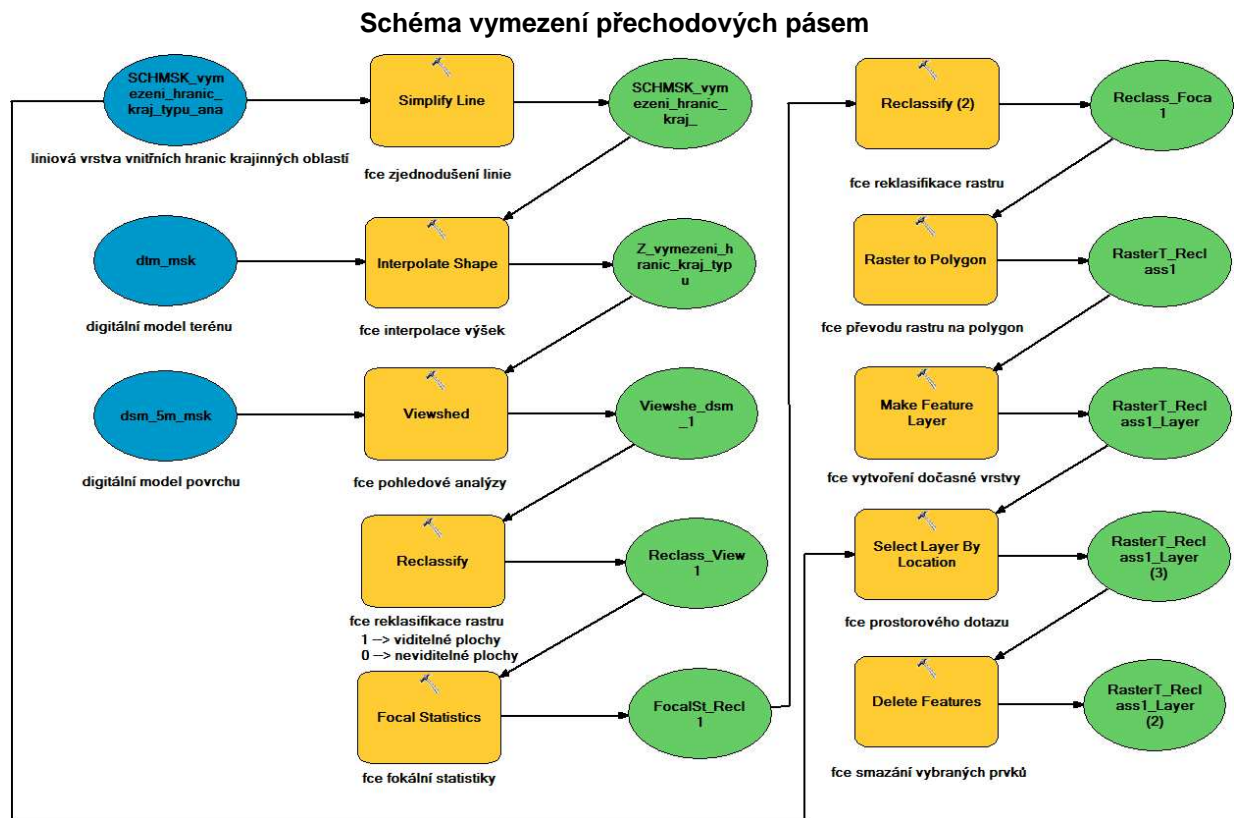 Schéma vymezení přechodových pásem
SCHMSK_vym
ezeni_hranic_
kraj_typu_ana
Simplify Line
SCHMSK_vym
ezeni_hranic_
kraj_
liniová vrstva vnitřních hranic krajinných oblastí
fce zjednodušení linie
dtm_msk
Interpolate Shape
Z_vymezeni_h
ranic_kraj_typ
u
digitální model terénu
fce interpolace výšek
dsm_5m_msk
Viewshed
Viewshe_dsm
_1
digitální model povrchu
fce pohledové analýzy
Reclassify
Reclass_View
1
fce reklasifikace rastru
1 --> viditelné plochy
0 --> neviditelné plochy
Focal Statistics
FocalSt_Recl
1
fce fokální statistiky
Reclassify (2)
Reclass_Foca
1
fce reklasifikace rastru
Raster to Polygon
RasterT_Recl
ass1
fce převodu rastru na polygon
Make Feature
Layer
RasterT_Recl
ass1_Layer
fce vytvoření dočasné vrstvy
Select Layer By
Location
RasterT_Recl
ass1_Layer
(3)
fce prostorového dotazu
Delete Features
RasterT_Recl
ass1_Layer
(2)
fce smazání vybraných prvků